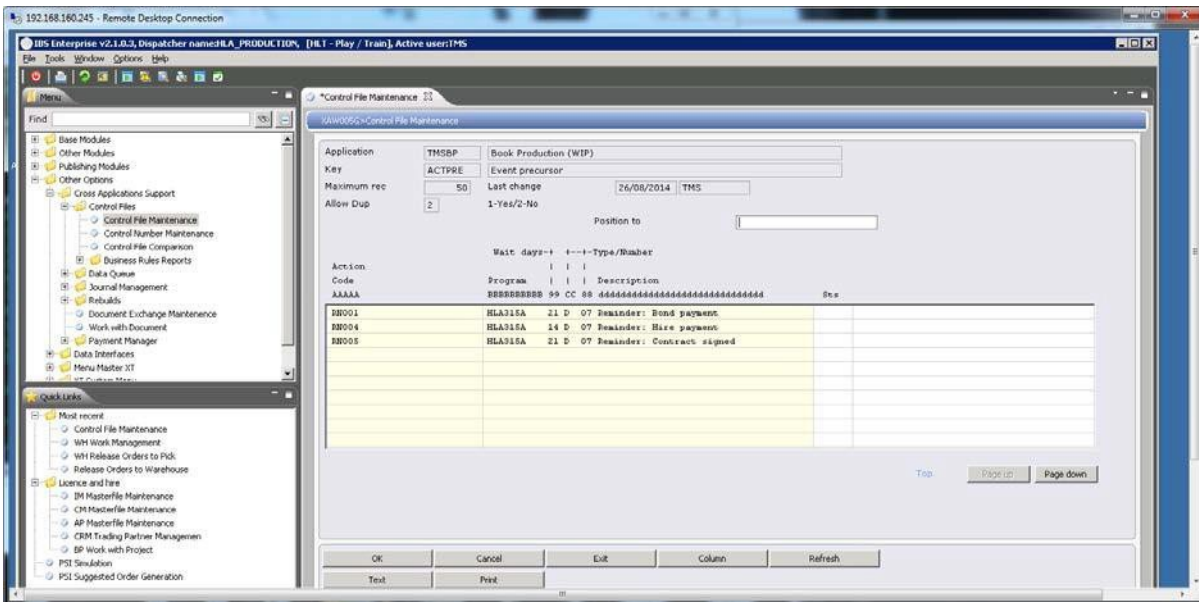 192.168.160.245 - Remote Desktop Connection
IBS Enterprise v2.1.0.3, Dispatcher name:HLA_PRODUCTION, [HLT - Play / Train], Active user:TMS
File Tools Window Options Help
Menu
Find
Base Modules
Other Modules
Publishing Modules
Other Options
Cross Applications Support
Control Files
Control File Maintenance
Control Number Maintenance
Control File Comparison
Business Rules Reports
Data Queue
Journal Management
Rebuilds
Document Exchange Maintenence
Work with Document
Payment Manager
Data Interfaces
Menu Master XT
XT Custom Menu
Quick Links
Most recent
Control File Maintenance
WH Work Management
WH Release Orders to Pick
Release Orders to Warehouse
Licence and hire
IM Masterfile Maintenance
CM Masterfile Maintenance
AP Masterfile Maintenance
CRM Trading Partner Managemen
BP Work with Project
PSI Simulation
PSI Suggested Order Generation
*Control File Maintenance
XAW005G>Control File Maintenance
Application TMSBP Book Production (WIP)
Key ACTPRE Event precursor
Maximum rec 50 Last change 26/08/2014 TMS
Allow Dup 2 1-Yes/2-No
Position to
Wait days-+ +--+-Type/Number
Action | | |
Code Program | | | Description
AAAAA BBBBBBBBBB 99 CC 88 dddddddddddddddddddddddddddddd Sts
RN001 HLA315A 21 D 07 Reminder: Bond payment
RN004 HLA315A 14 D 07 Reminder: Hire payment
RN005 HLA315A 21 D 07 Reminder: Contract signed
Top Page up Page down
OK Cancel Exit Column Refresh
Text Print